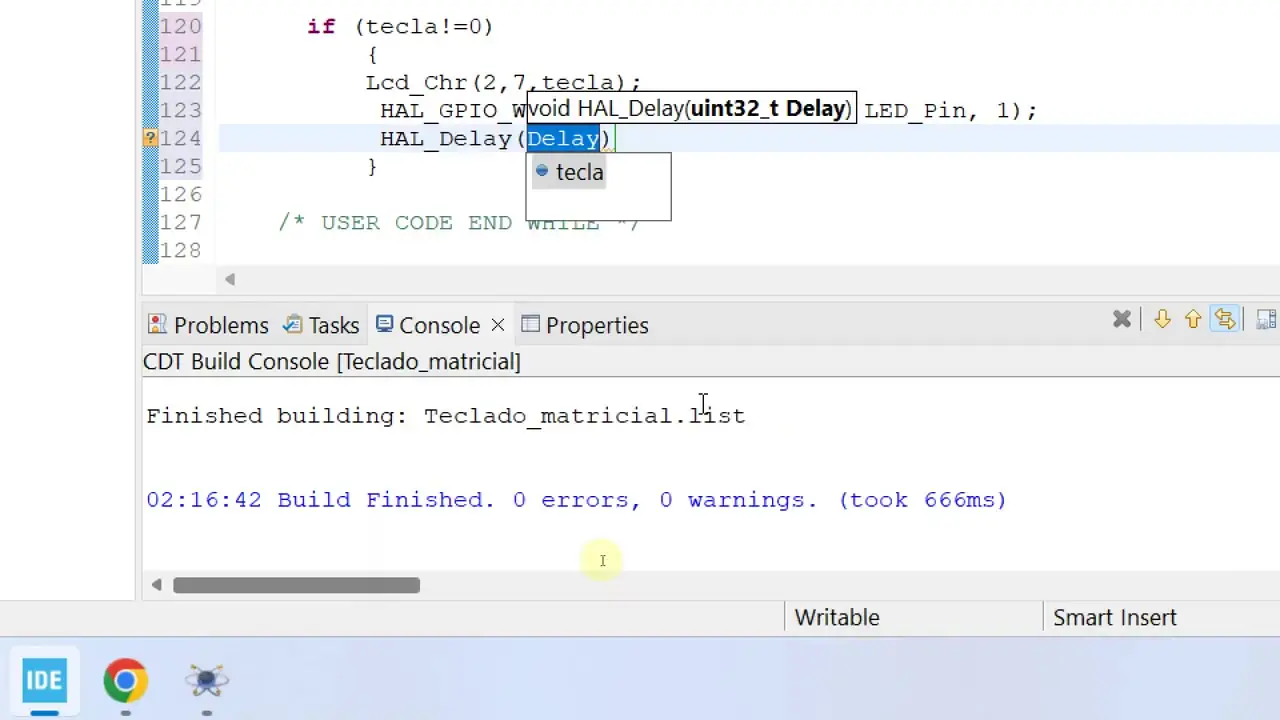 119
120 if (tecla!=0)
121 {
122 Lcd_Chr(2,7,tecla);
void HAL_Delay(uint32_t Delay)
123 HAL_GPIO_W LED_Pin, 1);
124 HAL_Delay(Delay)
tecla
125 }
126
127 /* USER CODE END WHILE */
128
Problems Tasks Console Properties
CDT Build Console [Teclado_matricial]
Finished building: Teclado_matricial.list
02:16:42 Build Finished. 0 errors, 0 warnings. (took 666ms)
Writable Smart Insert
IDE